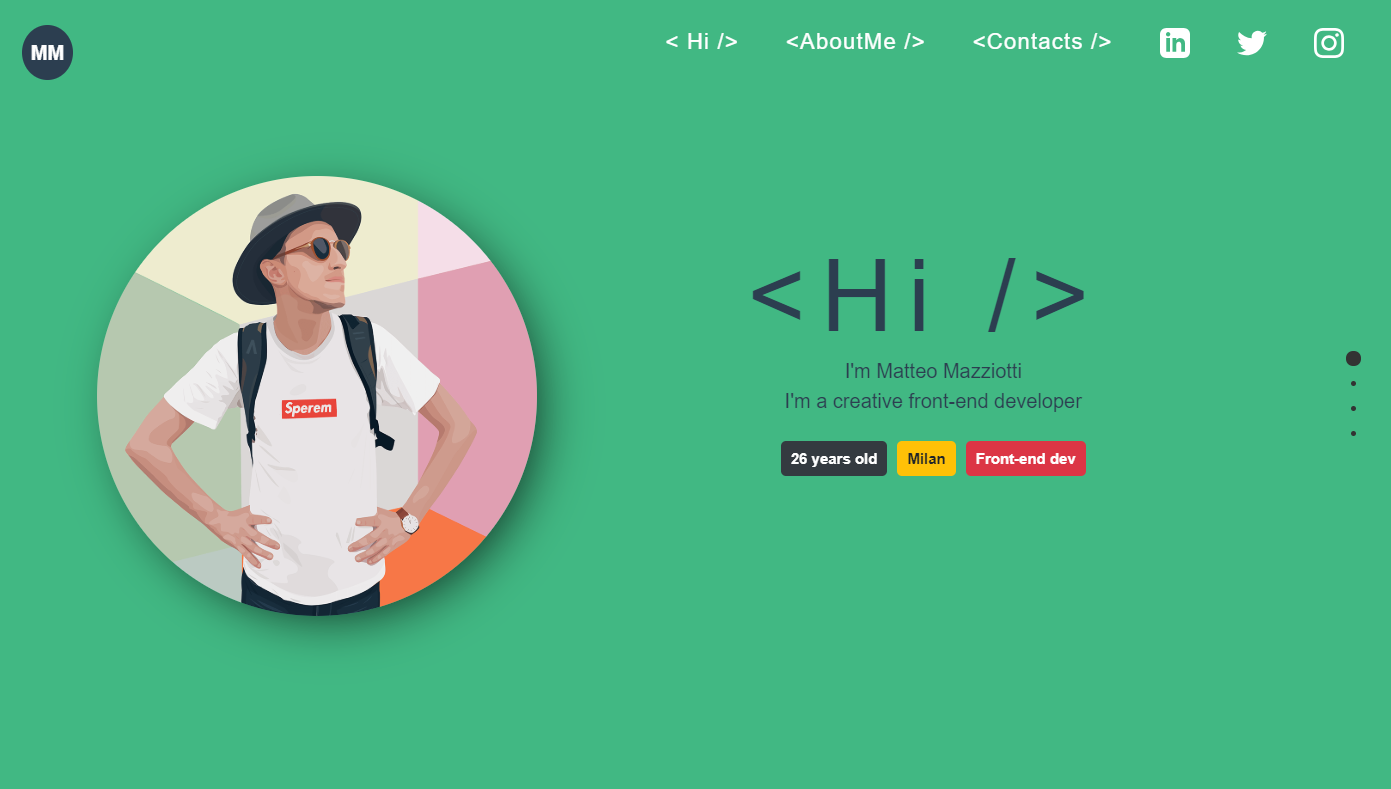 MM
< Hi />
<AboutMe />
<Contacts />
in
<Hi />
I'm Matteo Mazziotti
I'm a creative front-end developer
26 years old
Milan
Front-end dev
Sperem